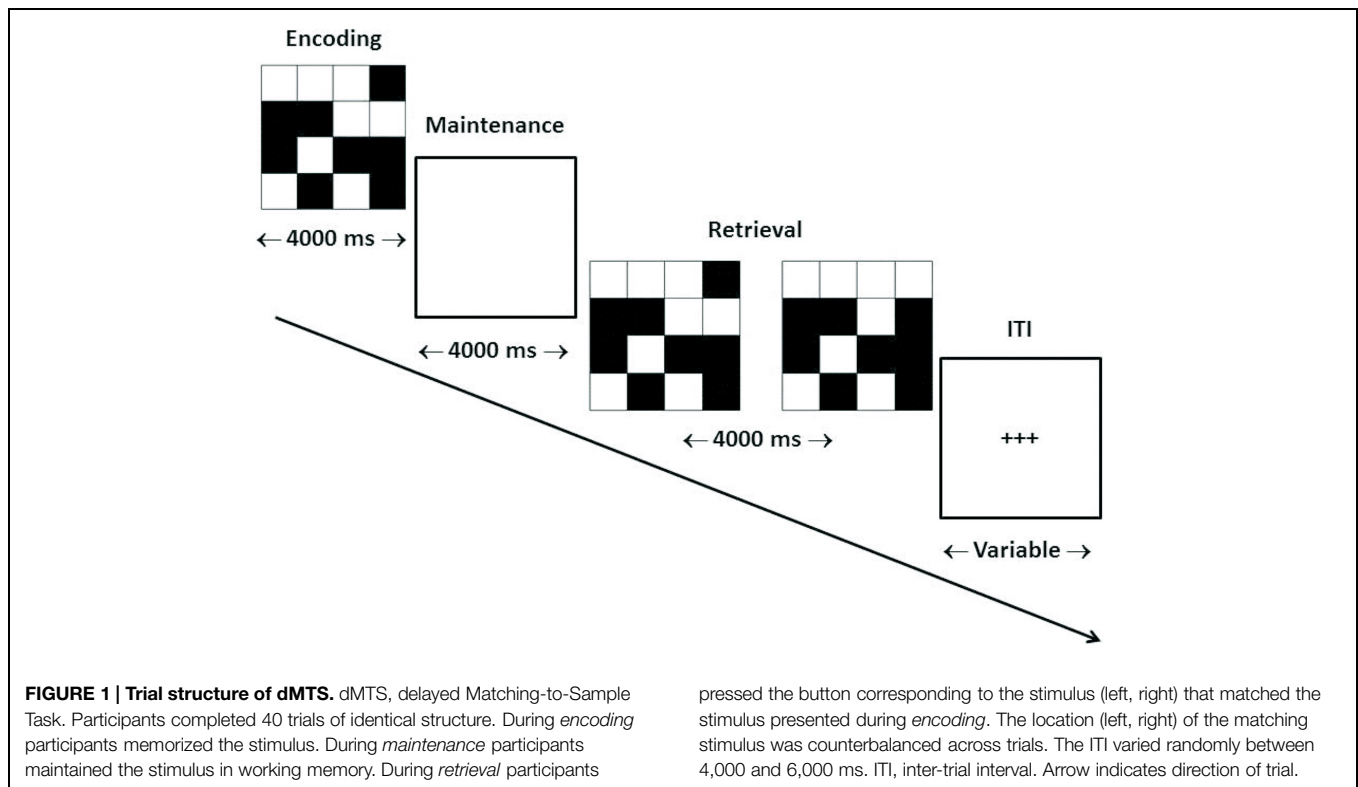 Encoding
Maintenance
← 4000 ms →
Retrieval
← 4000 ms →
ITI
← 4000 ms →
+++
← Variable →
FIGURE 1 | Trial structure of dMTS. dMTS, delayed Matching-to-Sample
Task. Participants completed 40 trials of identical structure. During encoding
participants memorized the stimulus. During maintenance participants
maintained the stimulus in working memory. During retrieval participants
pressed the button corresponding to the stimulus (left, right) that matched the
stimulus presented during encoding. The location (left, right) of the matching
stimulus was counterbalanced across trials. The ITI varied randomly between
4,000 and 6,000 ms. ITI, inter-trial interval. Arrow indicates direction of trial.